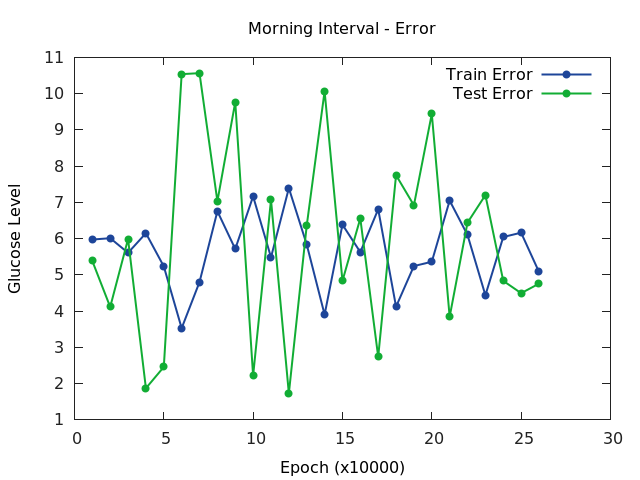 Morning Interval - Error
11
10
9
8
7
6
5
4
3
2
1
Glucose Level
Train Error
Test Error
0 5 10 15 20 25 30
Epoch (x10000)